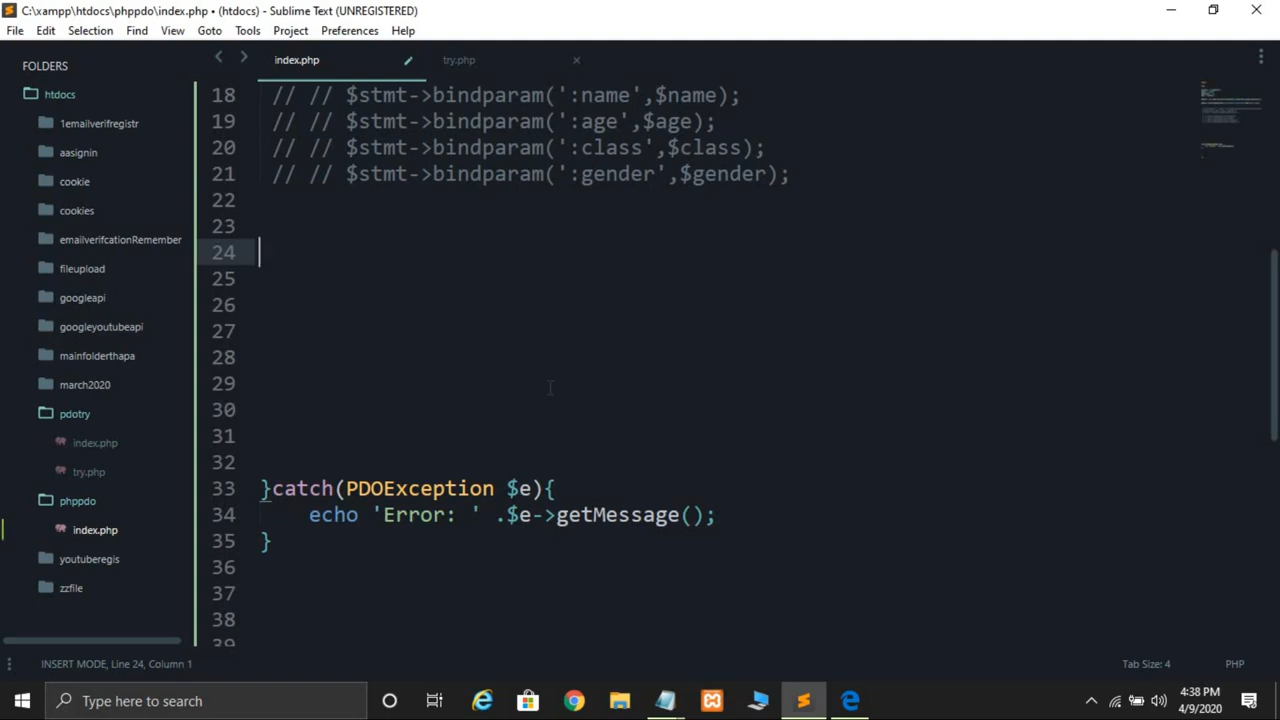 C:\xampp\htdocs\phppdo\index.php • (htdocs) - Sublime Text (UNREGISTERED)
File Edit Selection Find View Goto Tools Project Preferences Help
FOLDERS
htdocs
1emailverifregistr
aasignin
cookie
cookies
emailverifcationRemember
fileupload
googleapi
googleyoutubeapi
mainfolderthapa
march2020
pdotry
index.php
try.php
phppdo
index.php
youtuberegis
zzfile
index.php try.php
18 // // $stmt->bindparam(':name',$name);
19 // // $stmt->bindparam(':age',$age);
20 // // $stmt->bindparam(':class',$class);
21 // // $stmt->bindparam(':gender',$gender);
22
23
24
25
26
27
28
29
30
31
32
33 }catch(PDOException $e){
34 echo 'Error: ' .$e->getMessage();
35 }
36
37
38
39
INSERT MODE, Line 24, Column 1 Tab Size: 4 PHP
Type here to search
4:38 PM
4/9/2020